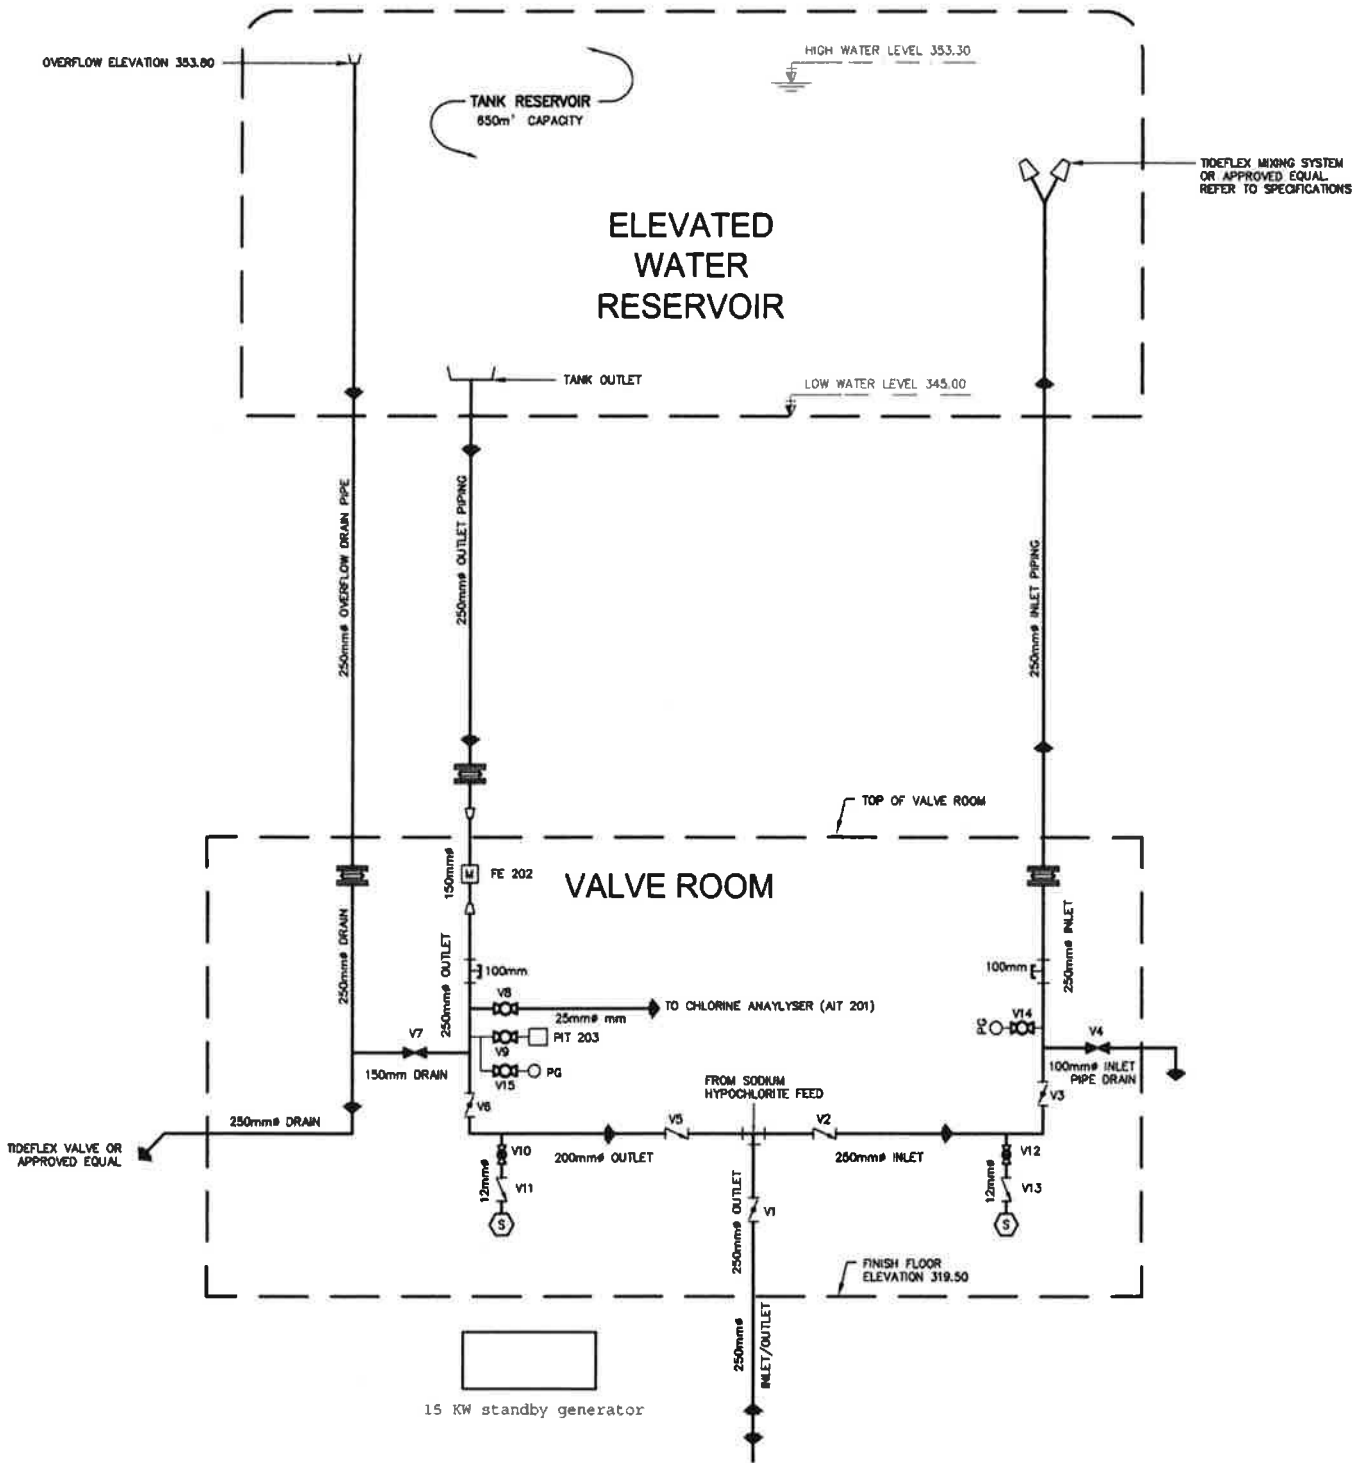 OVERFLOW ELEVATION 353.80
HIGH WATER LEVEL 353.30
TANK RESERVOIR
650m³ CAPACITY
TIDEFLEX MIXING SYSTEM
OR APPROVED EQUAL.
REFER TO SPECIFICATIONS
ELEVATED
WATER
RESERVOIR
TANK OUTLET
LOW WATER LEVEL 345.00
250mmø OVERFLOW DRAIN PIPE
250mmø OUTLET PIPING
250mmø INLET PIPING
TOP OF VALVE ROOM
VALVE ROOM
150mmø
M
FE 202
250mmø DRAIN
250mmø OUTLET
100mm
100mm
250mmø INLET
V8
TO CHLORINE ANAYLYSER (AIT 201)
25mmø mm
V7
V9
PIT 203
150mm DRAIN
V15
PG
PG
V14
V4
100mmø INLET
PIPE DRAIN
V6
V3
FROM SODIUM
HYPOCHLORITE FEED
250mmø DRAIN
TIDEFLEX VALVE OR
APPROVED EQUAL
V5
V2
V10
200mmø OUTLET
250mmø INLET
V12
12mmø
V11
S
250mmø OUTLET
V1
12mmø
V13
S
FINISH FLOOR
ELEVATION 319.50
250mmø
INLET/OUTLET
15 KW standby generator